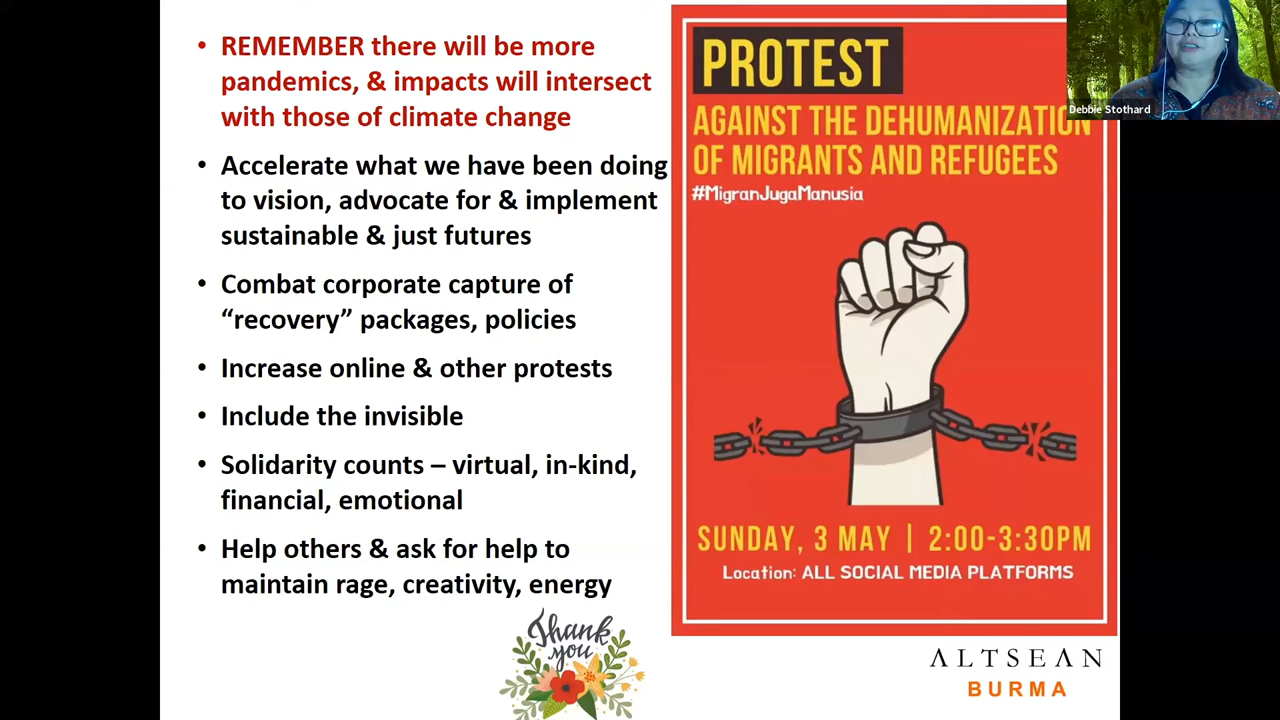 • REMEMBER there will be more
pandemics, & impacts will intersect
with those of climate change
• Accelerate what we have been doing
to vision, advocate for & implement
sustainable & just futures
• Combat corporate capture of
“recovery” packages, policies
• Increase online & other protests
• Include the invisible
• Solidarity counts – virtual, in-kind,
financial, emotional
• Help others & ask for help to
maintain rage, creativity, energy
Thank
you
PROTEST
AGAINST THE DEHUMANIZATION
OF MIGRANTS AND REFUGEES
#MigranJugaManusia
SUNDAY, 3 MAY | 2:00-3:30PM
Location: ALL SOCIAL MEDIA PLATFORMS
ALTSEAN
BURMA
Debbie Stothard